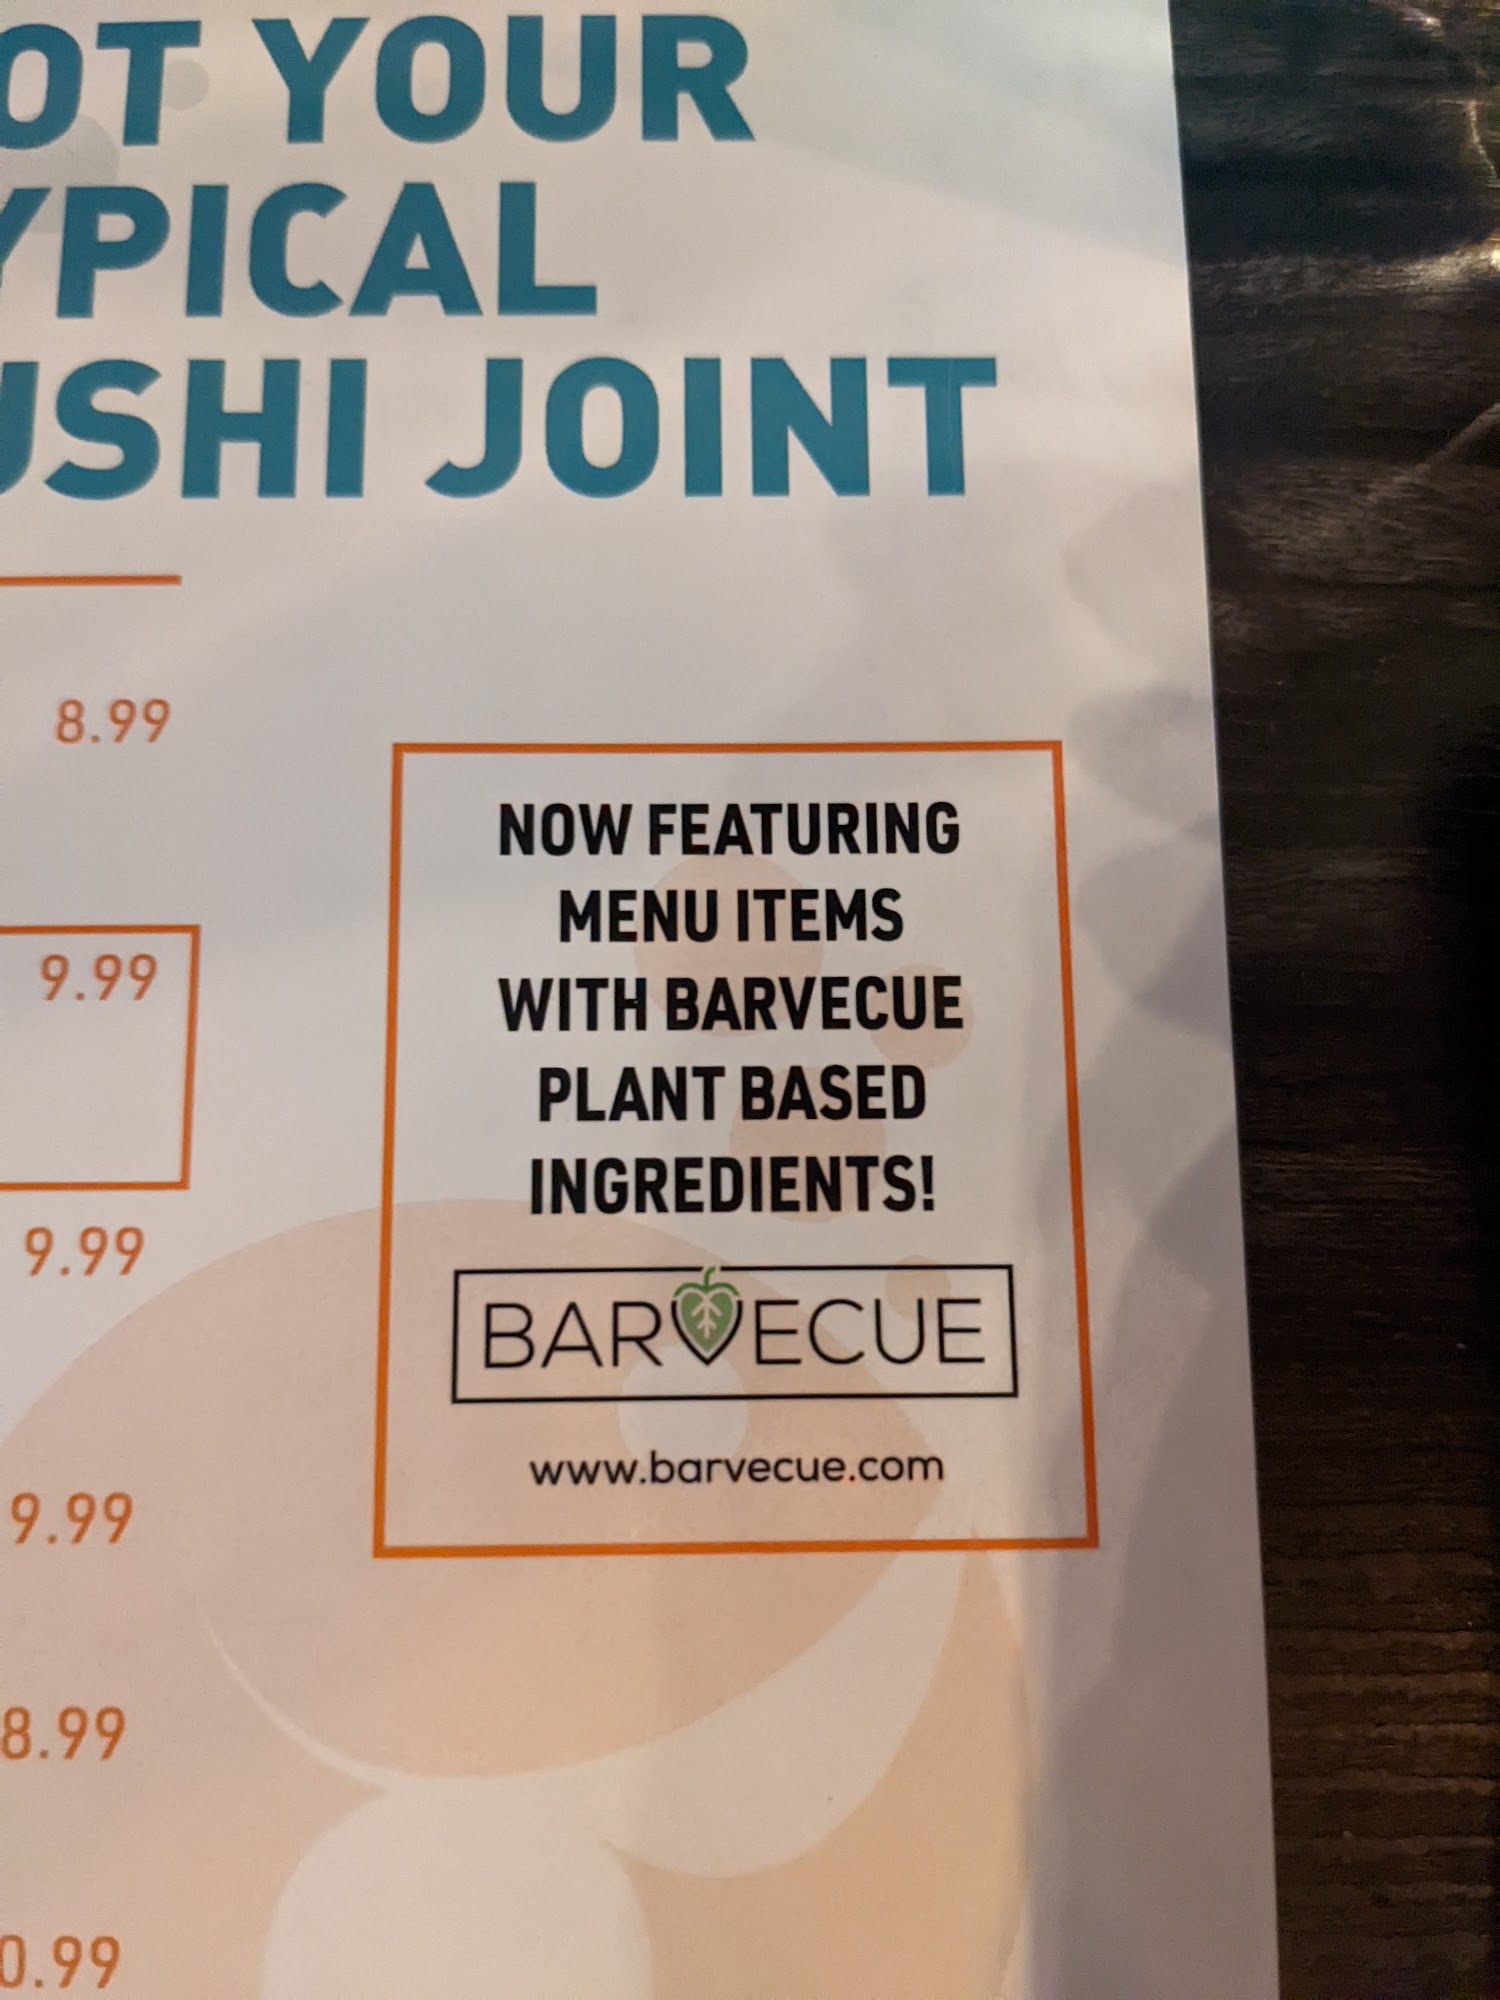 OT YOUR
YPICAL
USHI JOINT
8.99
9.99
9.99
9.99
8.99
0.99
NOW FEATURING
MENU ITEMS
WITH BARVECUE
PLANT BASED
INGREDIENTS!
BARVECUE
www.barvecue.com